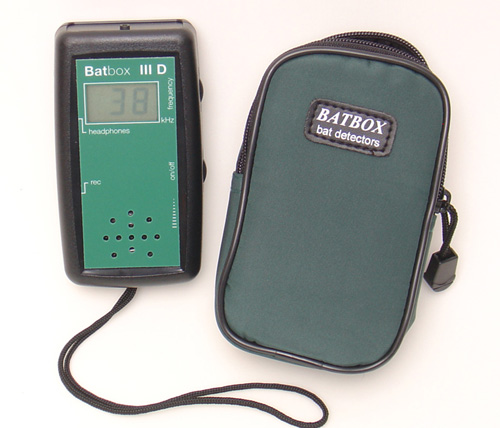 Batbox III D
frequency
38
kHz
headphones
on/off
rec
BATBOX
bat detectors